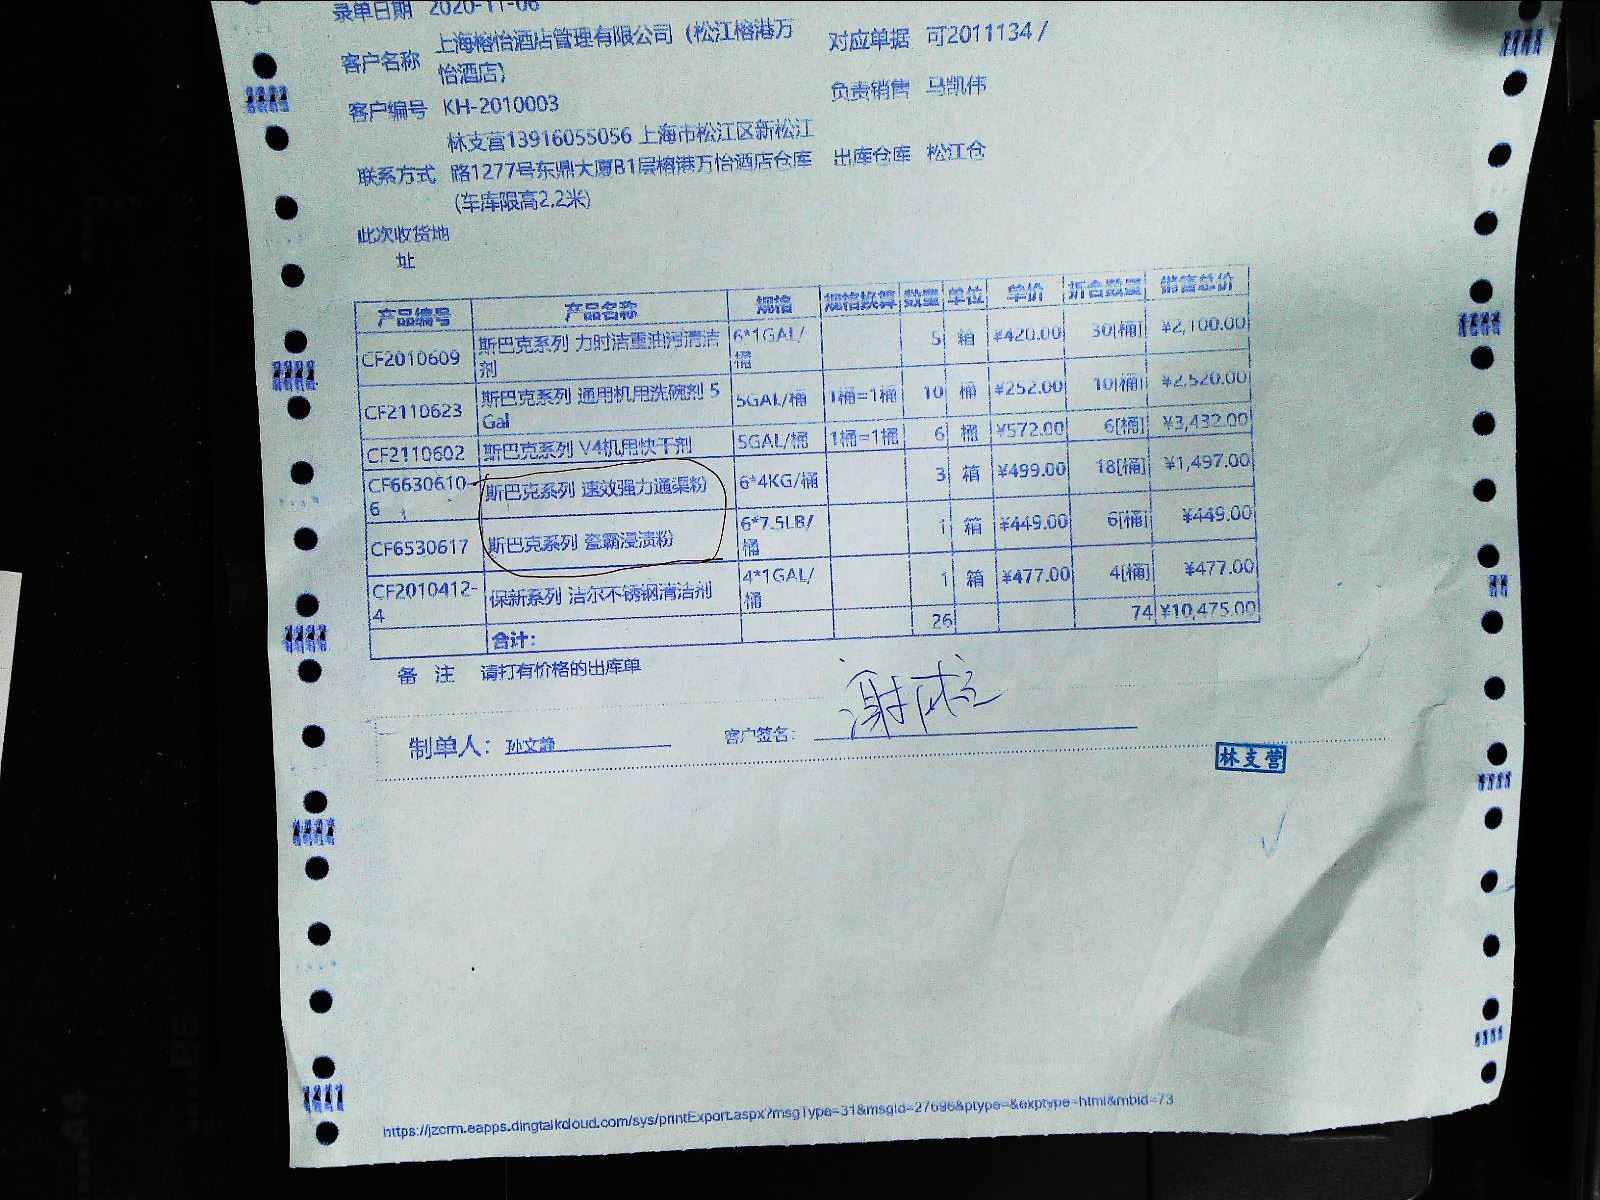 录单日期 2020-11-06
客户名称 上海榕怡酒店管理有限公司（松江榕港万怡酒店） 对应单据 可2011134 /
客户编号 KH-2010003 负责销售 马凯伟
联系方式 林支营13916055056 上海市松江区新松江路1277号东鼎大厦B1层榕港万怡酒店仓库(车库限高2.2米) 出库仓库 松江仓
此次收货地址
产品编号 产品名称 规格 规格换算 数量 单位 单价 折合数量 销售总价
CF2010609 斯巴克系列 力时洁重油污清洁剂 6*1GAL/桶 5 箱 ¥420.00 30[桶] ¥2,100.00
CF2110623 斯巴克系列 通用机用洗碗剂 5 Gal 5GAL/桶 1桶=1桶 10 桶 ¥252.00 10[桶] ¥2,520.00
CF2110602 斯巴克系列 V4机用快干剂 5GAL/桶 1桶=1桶 6 桶 ¥572.00 6[桶] ¥3,432.00
CF6630610-6 斯巴克系列 速效强力通渠粉 6*4KG/桶 3 箱 ¥499.00 18[桶] ¥1,497.00
CF6530617 斯巴克系列 瓷霸浸渍粉 6*7.5LB/桶 1 箱 ¥449.00 6[桶] ¥449.00
CF2010412-4 保新系列 洁尔不锈钢清洁剂 4*1GAL/桶 1 箱 ¥477.00 4[桶] ¥477.00
合计： 26 74 ¥10,475.00
备 注 请打有价格的出库单
制单人： 孙文静 客户签名： 谢成立
林支营
https://jzcrm.eapps.dingtalkcloud.com/sys/printExport.aspx?msgType=31&msgId=27696&ptype=&exptype=html&mbid=73